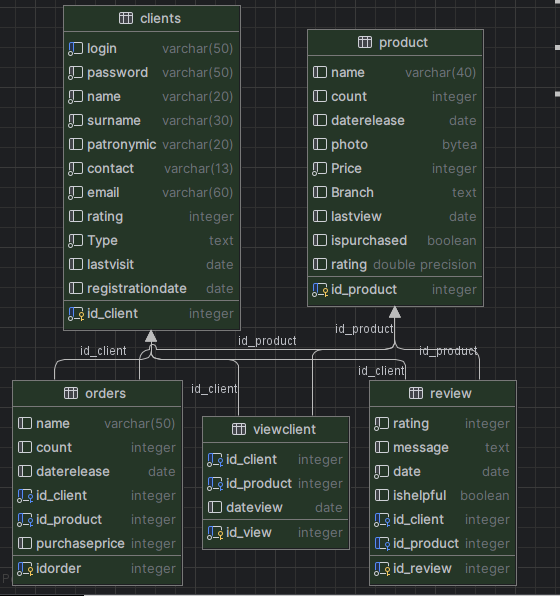 clients
login varchar(50)
password varchar(50)
name varchar(20)
surname varchar(30)
patronymic varchar(20)
contact varchar(13)
email varchar(60)
rating integer
Type text
lastvisit date
registrationdate date
id_client integer
product
name varchar(40)
count integer
daterelease date
photo bytea
Price integer
Branch text
lastview date
ispurchased boolean
rating double precision
id_product integer
id_product
id_product
id_client
id_product
id_client
id_client
orders
name varchar(50)
count integer
daterelease date
id_client integer
id_product integer
purchaseprice integer
idorder integer
viewclient
id_client integer
id_product integer
dateview date
id_view integer
review
rating integer
message text
date date
ishelpful boolean
id_client integer
id_product integer
id_review integer